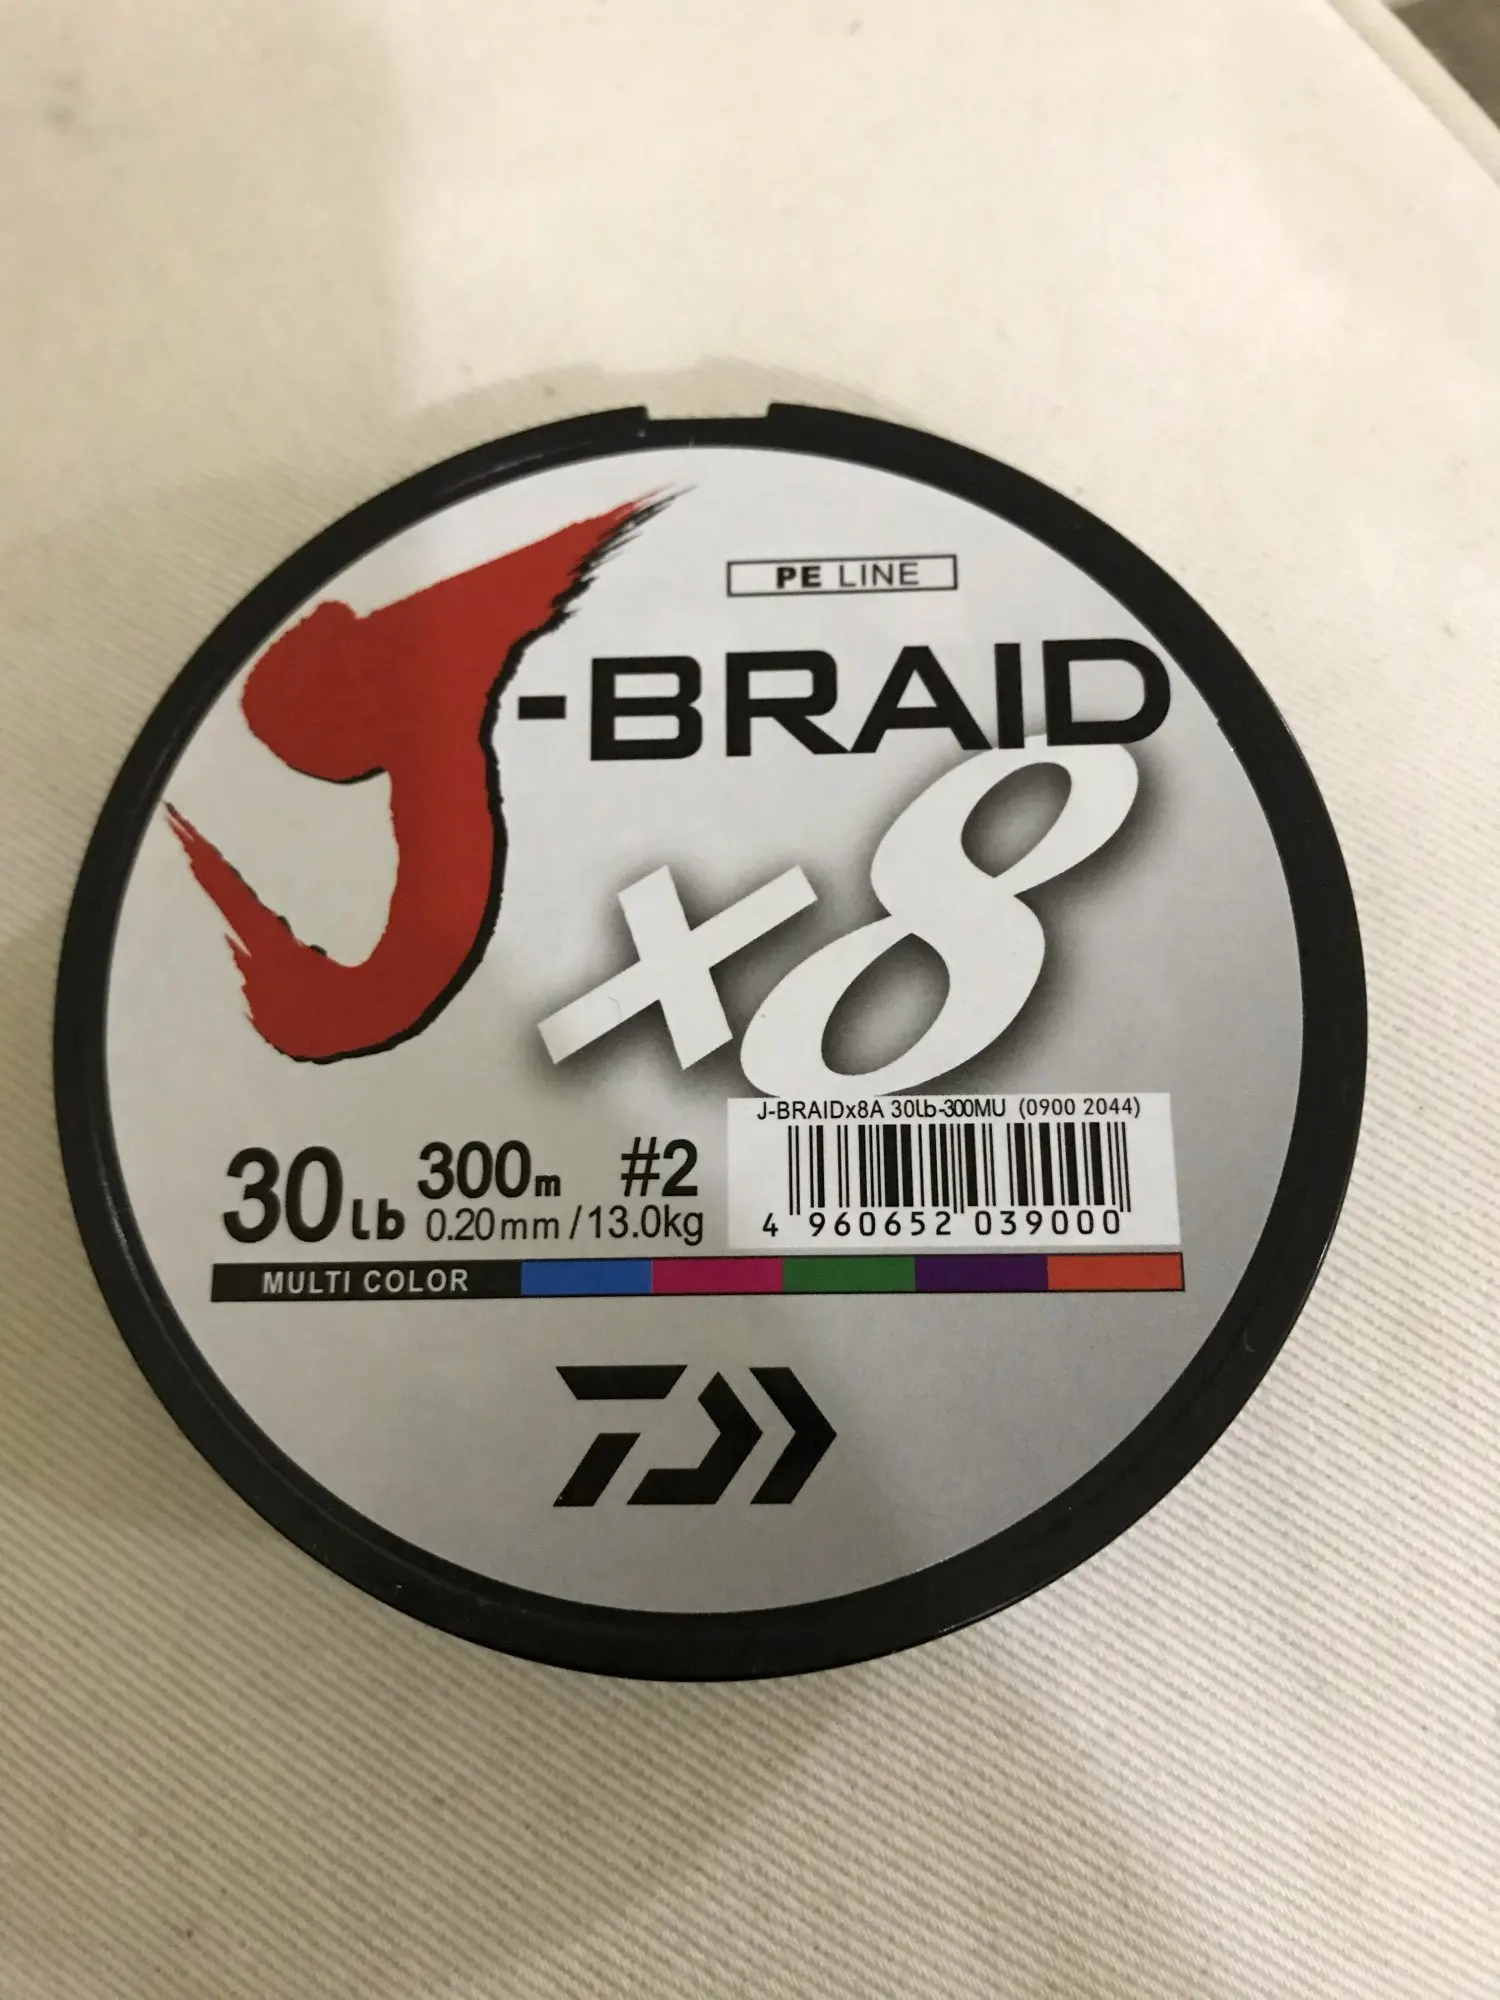 PE LINE
J-BRAID
x8
J-BRAIDx8A 30lb-300MU (0900 2044)
4 960652 039000
30lb 300m #2
0.20mm/13.0kg
MULTI COLOR